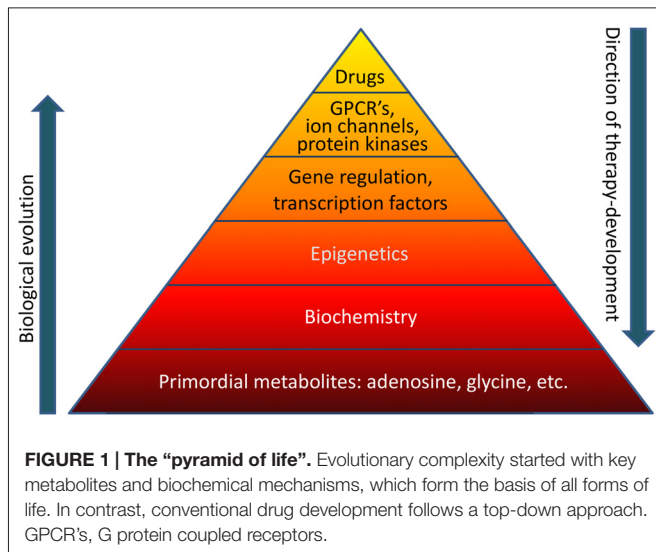 Drugs
GPCR's,
ion channels,
protein kinases
Gene regulation,
transcription factors
Epigenetics
Biochemistry
Primordial metabolites: adenosine, glycine, etc.
Biological evolution
Direction of therapy-development
FIGURE 1 | The “pyramid of life”. Evolutionary complexity started with key
metabolites and biochemical mechanisms, which form the basis of all forms of
life. In contrast, conventional drug development follows a top-down approach.
GPCR's, G protein coupled receptors.